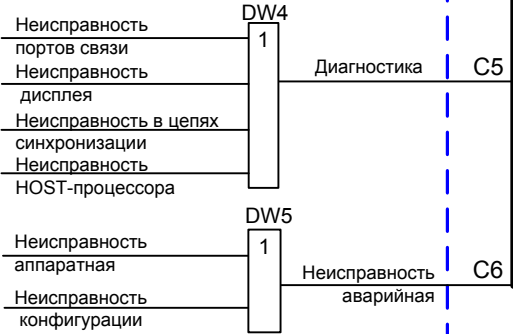 DW4
Неисправность
портов связи
1
Неисправность
дисплея
Диагностика
C5
Неисправность в цепях
синхронизации
Неисправность
HOST-процессора
DW5
Неисправность
аппаратная
1
Неисправность
аварийная
C6
Неисправность
конфигурации